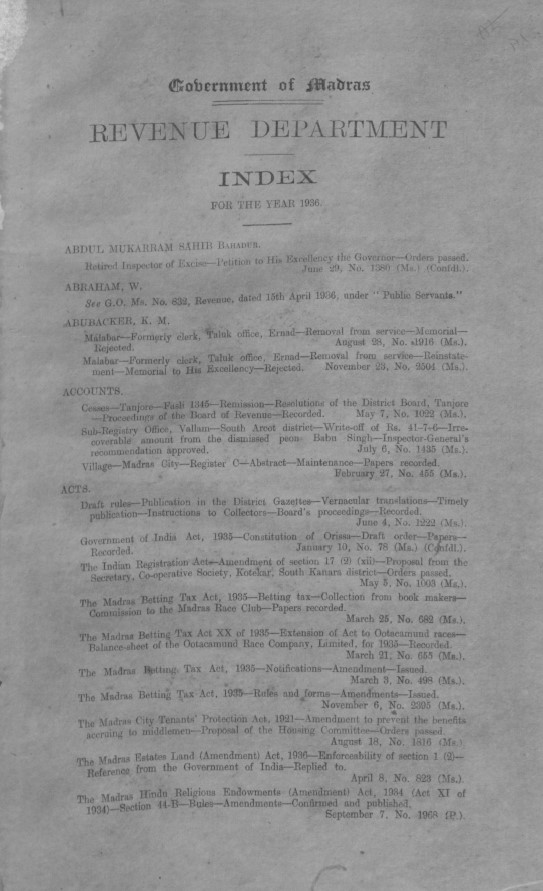 Government of Madras
REVENUE DEPARTMENT
INDEX
FOR THE YEAR 1936.
ABDUL MUKARRAM SAHIB BAHADUR.
Retired Inspector of Excise—Petition to His Excellency the Governor—Orders passed.
June 29, No. 1380 (Ms.) (Confdl.).
ABRAHAM, W.
See G.O. Ms. No. 832, Revenue, dated 15th April 1936, under "Public Servants."
ABUBACKER, K. M.
Malabar—Formerly clerk, Taluk office, Ernad—Removal from service—Memorial—
Rejected. August 28, No. 1916 (Ms.).
Malabar—Formerly clerk, Taluk office, Ernad—Removal from service—Reinstate-
ment—Memorial to His Excellency—Rejected. November 23, No. 2504 (Ms.).
ACCOUNTS.
Cesses—Tanjore—Fasli 1345—Remission—Resolutions of the District Board, Tanjore
—Proceedings of the Board of Revenue—Recorded. May 7, No. 1022 (Ms.).
Sub-Registry Office, Vallam—South Arcot district—Write-off of Rs. 41-7-6—Irre-
coverable amount from the dismissed peon Babu Singh—Inspector-General's
recommendation approved. July 6, No. 1435 (Ms.).
Village—Madras City—Register C—Abstract—Maintenance—Papers recorded.
February 27, No. 455 (Ms.).
ACTS.
Draft rules—Publication in the District Gazettes—Vernacular translations—Timely
publication—Instructions to Collectors—Board's proceedings—Recorded.
June 4, No. 1222 (Ms.).
Government of India Act, 1935—Constitution of Orissa—Draft order—Papers—
Recorded. January 10, No. 78 (Ms.) (Confdl.).
The Indian Registration Act—Amendment of section 17 (2) (xii)—Proposal from the
Secretary, Co-operative Society, Kotekar, South Kanara district—Orders passed.
May 5, No. 1003 (Ms.).
The Madras Betting Tax Act, 1935—Betting tax—Collection from book makers—
Commission to the Madras Race Club—Papers recorded.
March 25, No. 682 (Ms.).
The Madras Betting Tax Act XX of 1935—Extension of Act to Ootacamund races—
Balance-sheet of the Ootacamund Race Company, Limited, for 1935—Recorded.
March 21, No. 655 (Ms.).
The Madras Betting Tax Act, 1935—Notifications—Amendment—Issued.
March 3, No. 498 (Ms.).
The Madras Betting Tax Act, 1935—Rules and forms—Amendments—Issued.
November 6, No. 2395 (Ms.).
The Madras City Tenants' Protection Act, 1921—Amendment to prevent the benefits
accruing to middlemen—Proposal of the Housing Committee—Orders passed.
August 18, No. 1816 (Ms.).
The Madras Estates Land (Amendment) Act, 1936—Enforceability of section 1 (2)—
Reference from the Government of India—Replied to.
April 8, No. 823 (Ms.).
The Madras Hindu Religious Endowments (Amendment) Act, 1934 (Act XI of
1934)—Section 44-B—Rules—Amendments—Confirmed and published.
September 7, No. 1968 (P.).